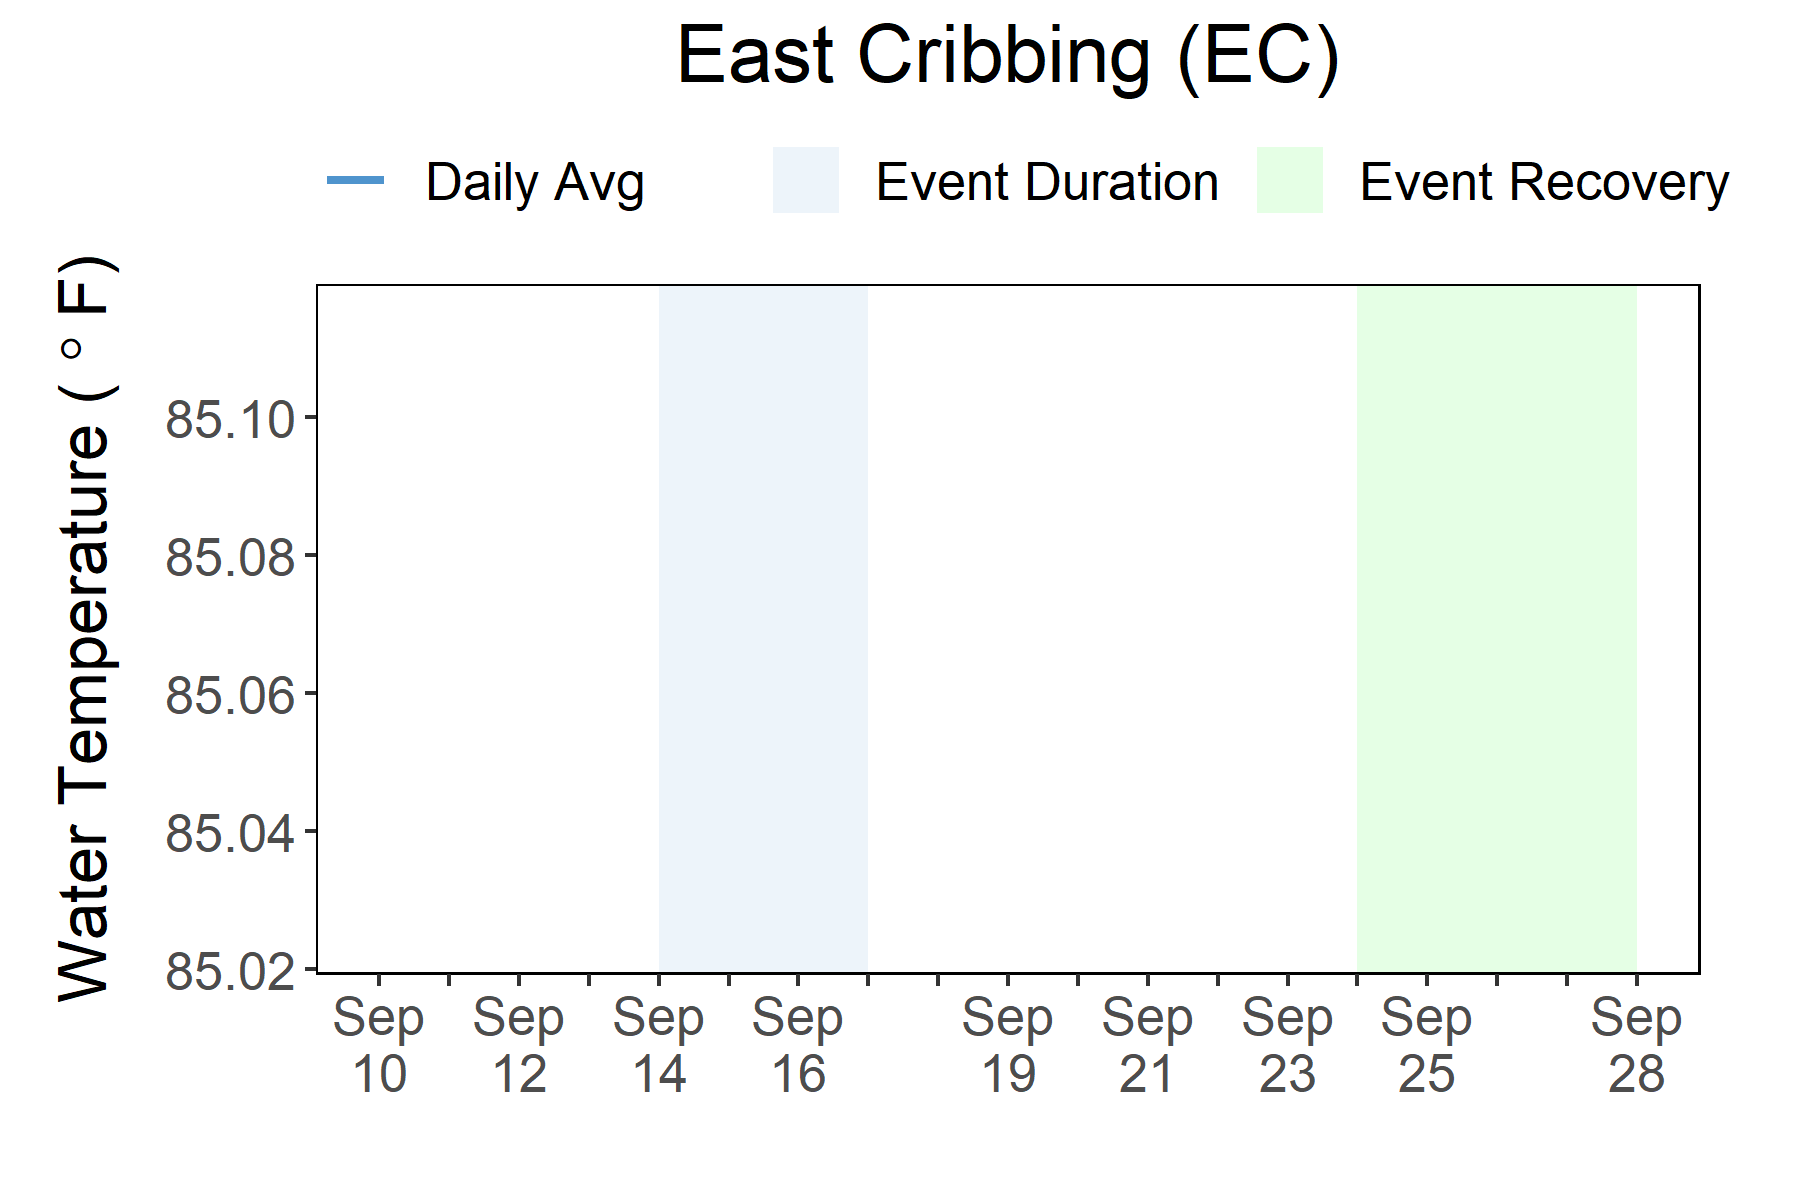 East Cribbing (EC)
Daily Avg Event Duration Event Recovery
Water Temperature ( ° F)
85.10
85.08
85.06
85.04
85.02
Sep Sep Sep Sep Sep Sep Sep Sep Sep
10 12 14 16 19 21 23 25 28